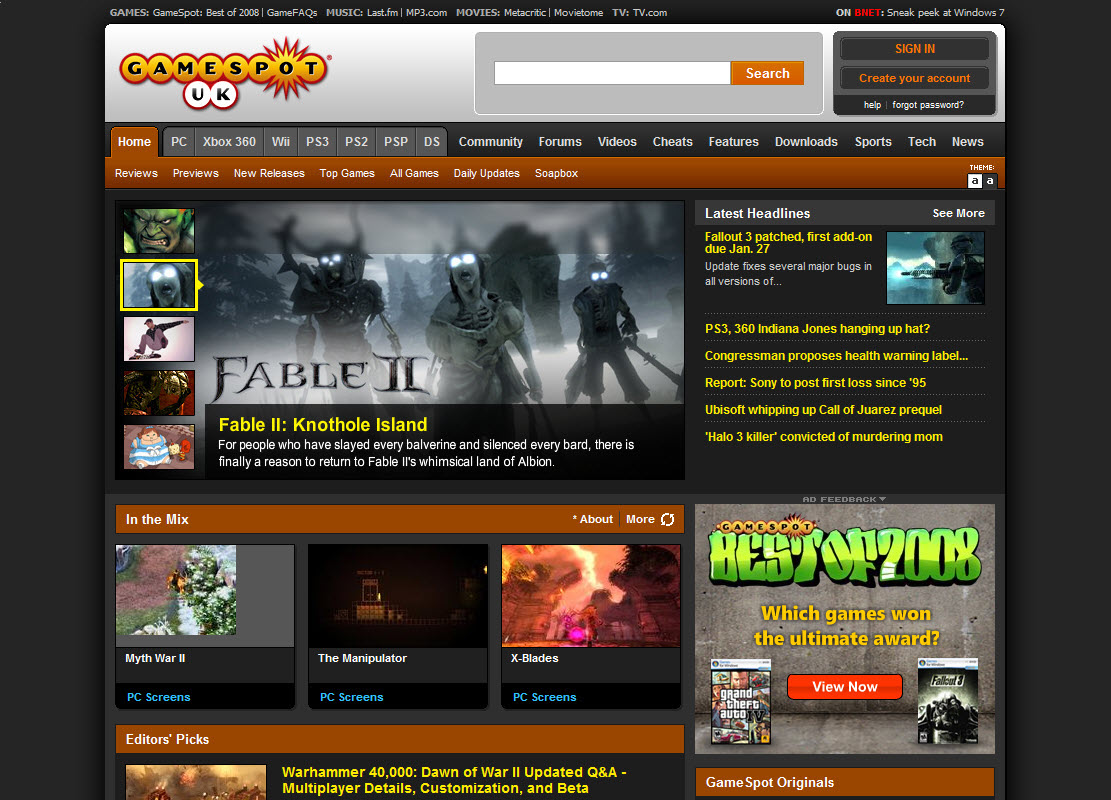 GAMES: GameSpot: Best of 2008 | GameFAQs MUSIC: Last.fm | MP3.com MOVIES: Metacritic | Movietome TV: TV.com
ON BNET: Sneak peek at Windows 7
GAMESPOT
UK
Search
SIGN IN
Create your account
help | forgot password?
Home PC Xbox 360 Wii PS3 PS2 PSP DS Community Forums Videos Cheats Features Downloads Sports Tech News
Reviews Previews New Releases Top Games All Games Daily Updates Soapbox
THEME:
a a
FABLE II
Fable II: Knothole Island
For people who have slayed every balverine and silenced every bard, there is
finally a reason to return to Fable II's whimsical land of Albion.
Latest Headlines See More
Fallout 3 patched, first add-on
due Jan. 27
Update fixes several major bugs in
all versions of...
PS3, 360 Indiana Jones hanging up hat?
Congressman proposes health warning label...
Report: Sony to post first loss since '95
Ubisoft whipping up Call of Juarez prequel
'Halo 3 killer' convicted of murdering mom
AD FEEDBACK
In the Mix * About | More
Myth War II
PC Screens
The Manipulator
PC Screens
X-Blades
PC Screens
GAMESPOT
BEST OF 2008
Which games won
the ultimate award?
grand
theft
auto IV
View Now
Fallout 3
Editors' Picks
Warhammer 40,000: Dawn of War II Updated Q&A -
Multiplayer Details, Customization, and Beta
GameSpot Originals